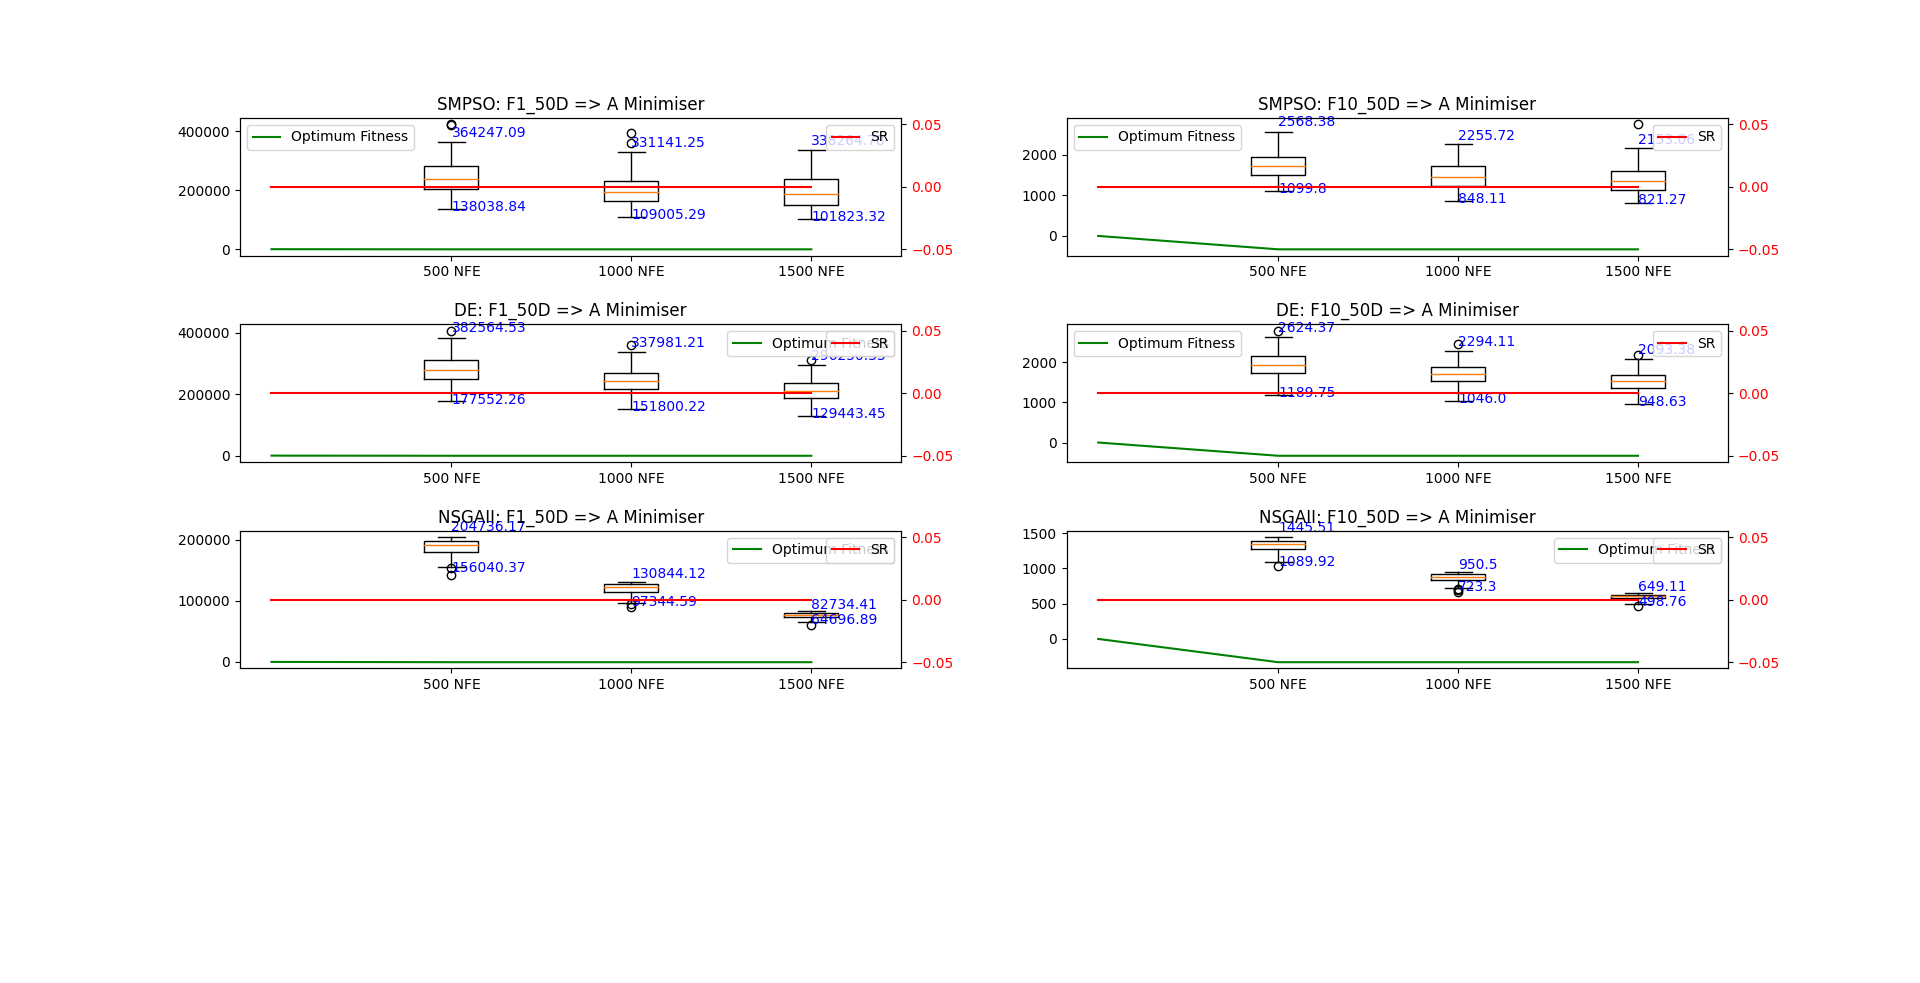 SMPSO: F1_50D => A Minimiser
400000
200000
0
Optimum Fitness
SR
364247.09
331141.25
138038.84
109005.29
101823.32
0.05
0.00
−0.05
500 NFE
1000 NFE
1500 NFE
SMPSO: F10_50D => A Minimiser
2000
1000
0
Optimum Fitness
SR
2568.38
2255.72
1099.8
848.11
821.27
0.05
0.00
−0.05
500 NFE
1000 NFE
1500 NFE
DE: F1_50D => A Minimiser
400000
200000
0
Optimum Fitness
SR
382564.53
337981.21
177552.26
151800.22
129443.45
0.05
0.00
−0.05
500 NFE
1000 NFE
1500 NFE
DE: F10_50D => A Minimiser
2000
1000
0
Optimum Fitness
SR
2624.37
2294.11
2093.38
1189.75
1046.0
948.63
0.05
0.00
−0.05
500 NFE
1000 NFE
1500 NFE
NSGAII: F1_50D => A Minimiser
200000
100000
0
Optimum Fitness
SR
204736.17
156040.37
130844.12
97344.59
82734.41
64696.89
0.05
0.00
−0.05
500 NFE
1000 NFE
1500 NFE
NSGAII: F10_50D => A Minimiser
1500
1000
500
0
Optimum Fitness
SR
1445.51
1089.92
950.5
723.3
649.11
498.76
0.05
0.00
−0.05
500 NFE
1000 NFE
1500 NFE